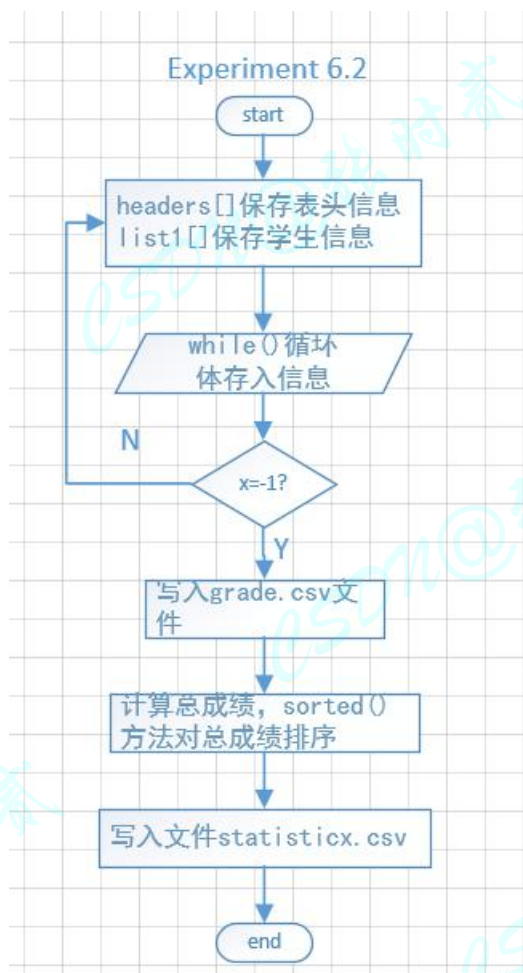 Experiment 6.2
start
headers[]保存表头信息
list1[]保存学生信息
while()循环
体存入信息
N
x=-1?
Y
写入grade.csv文
件
计算总成绩，sorted()
方法对总成绩排序
写入文件statisticx.csv
end